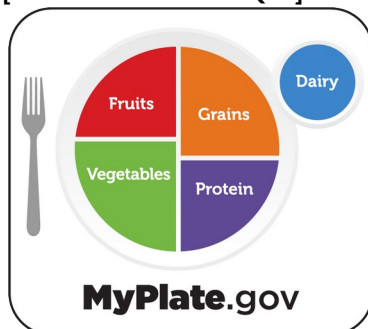 Fruits
Grains
Dairy
Vegetables
Protein
MyPlate.gov